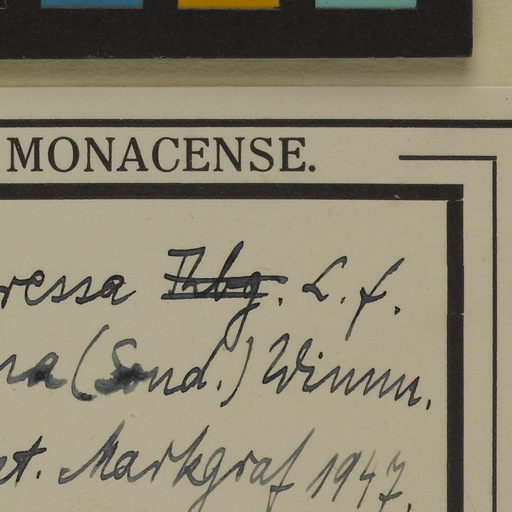 MONACENSE.
ressa Thbg. L. f.
na (Sond.) Wimm.
et. Markgraf 1947.